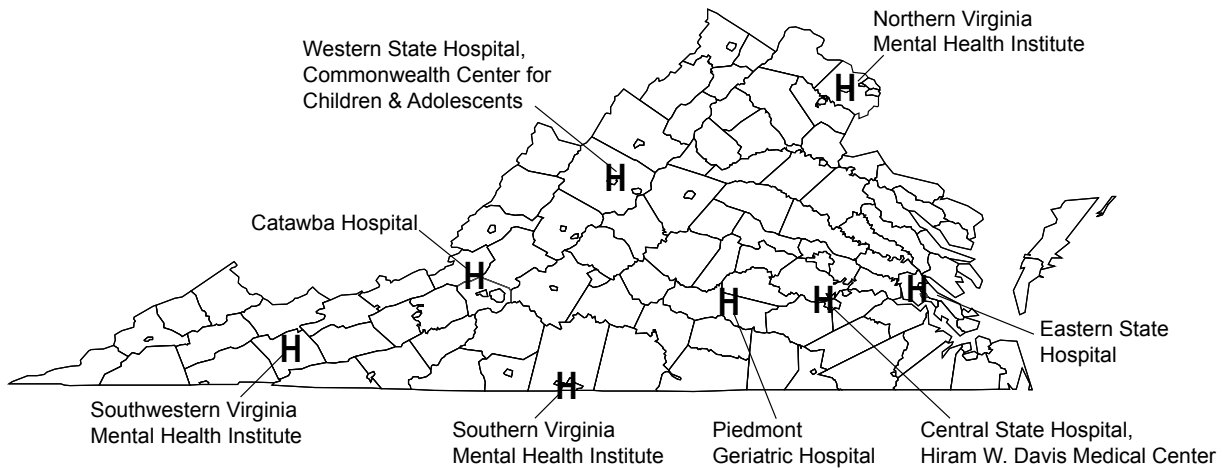 Northern Virginia
Mental Health Institute
Western State Hospital,
Commonwealth Center for
Children & Adolescents
H
H
Catawba Hospital
H
H
H
H
Eastern State
Hospital
H
H
Southwestern Virginia
Mental Health Institute
Southern Virginia
Mental Health Institute
Piedmont
Geriatric Hospital
Central State Hospital,
Hiram W. Davis Medical Center